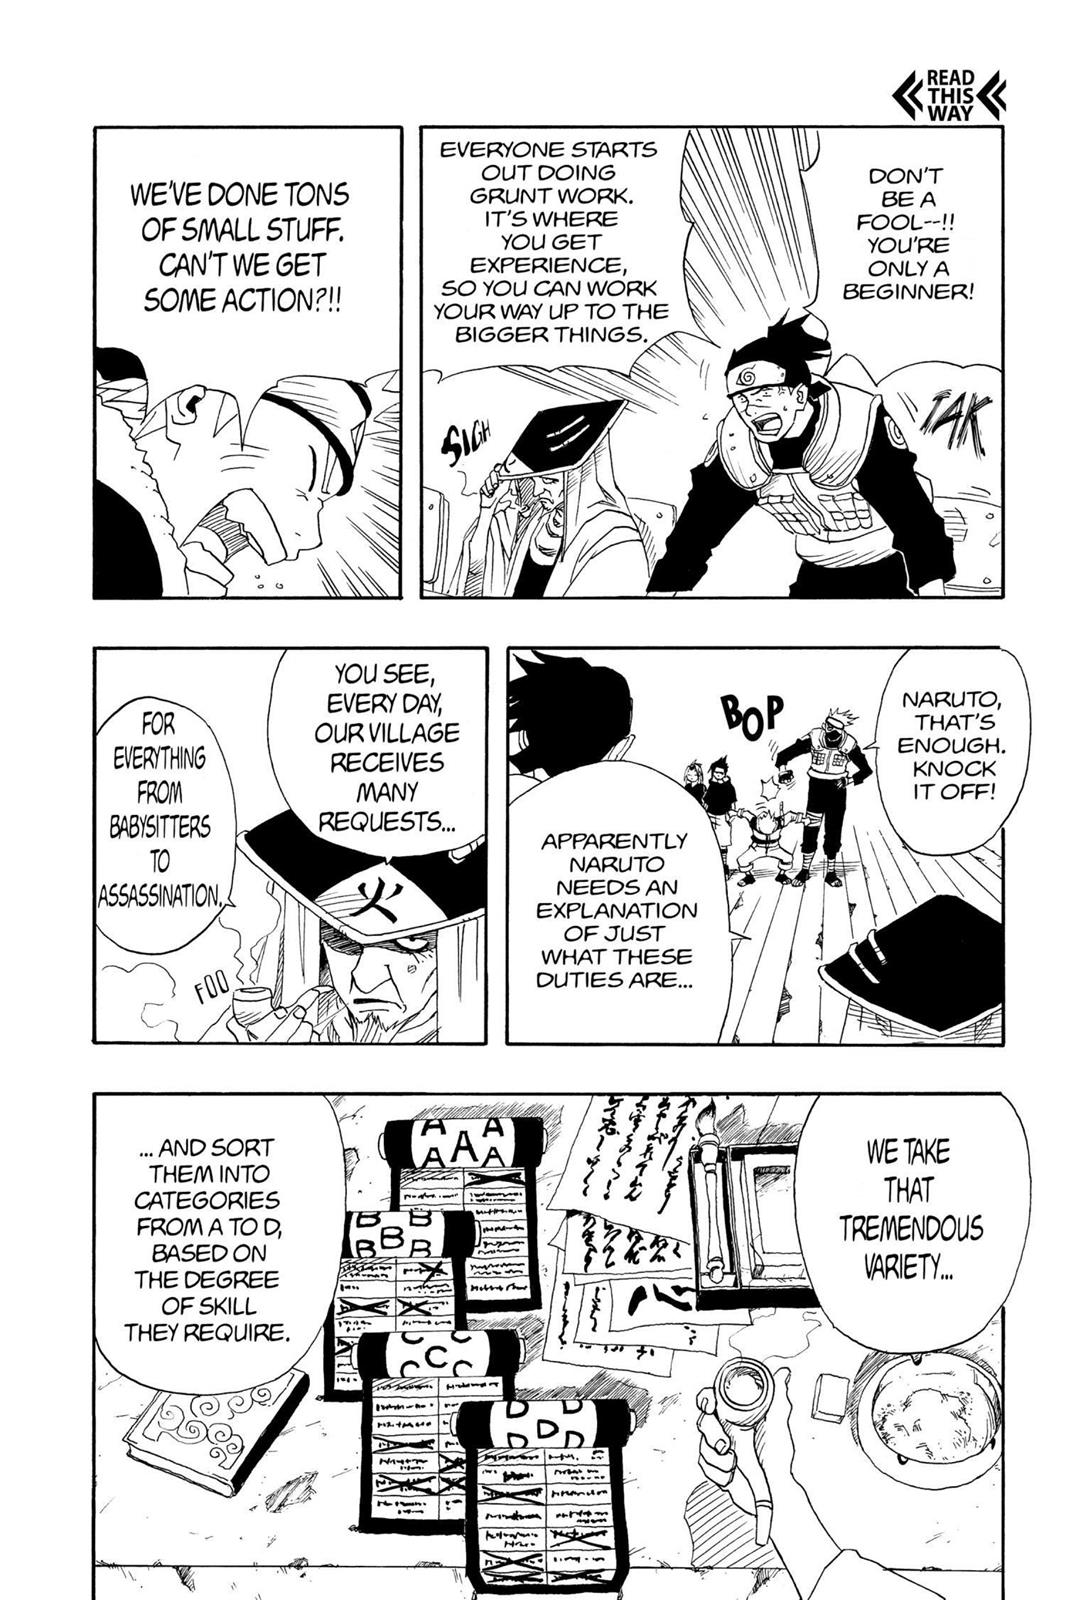 READ
THIS
WAY
DON'T
BE A
FOOL--!!
YOU'RE
ONLY A
BEGINNER!
TAK
EVERYONE STARTS
OUT DOING
GRUNT WORK.
IT'S WHERE
YOU GET
EXPERIENCE,
SO YOU CAN WORK
YOUR WAY UP TO THE
BIGGER THINGS.
SIGH
WE'VE DONE TONS
OF SMALL STUFF.
CAN'T WE GET
SOME ACTION?!!
NARUTO,
THAT'S
ENOUGH.
KNOCK
IT OFF!
BOP
APPARENTLY
NARUTO
NEEDS AN
EXPLANATION
OF JUST
WHAT THESE
DUTIES ARE...
YOU SEE,
EVERY DAY,
OUR VILLAGE
RECEIVES
MANY
REQUESTS...
火
FOR
EVERYTHING
FROM
BABYSITTERS
TO
ASSASSINATION.
FOO
WE TAKE
THAT
TREMENDOUS
VARIETY...
... AND SORT
THEM INTO
CATEGORIES
FROM A TO D,
BASED ON
THE DEGREE
OF SKILL
THEY REQUIRE.
A A
A A
A A
B B
B B
B B
C C
C
C C
D D
D D
D